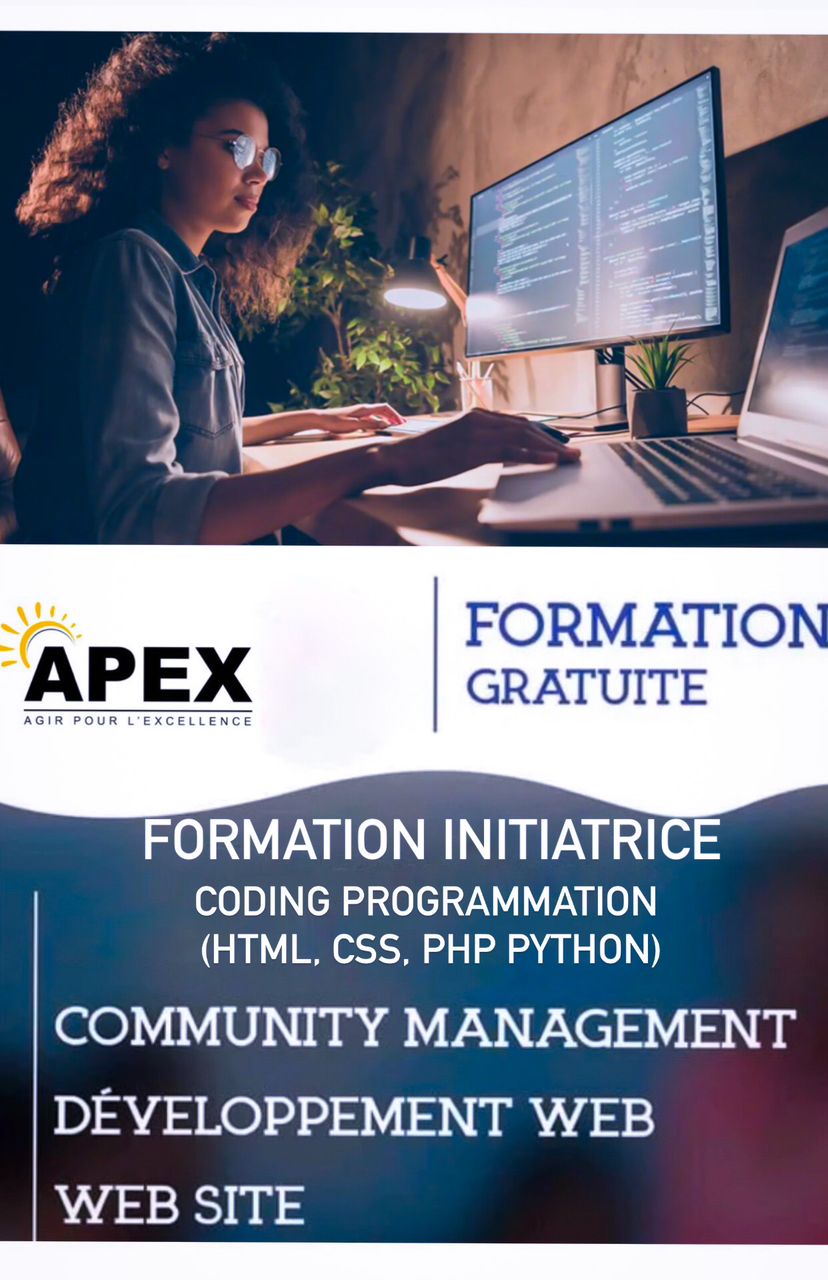 APEX
AGIR POUR L'EXCELLENCE
FORMATION
GRATUITE
FORMATION INITIATRICE
CODING PROGRAMMATION
(HTML, CSS, PHP PYTHON)
COMMUNITY MANAGEMENT
DÉVELOPPEMENT WEB
WEB SITE